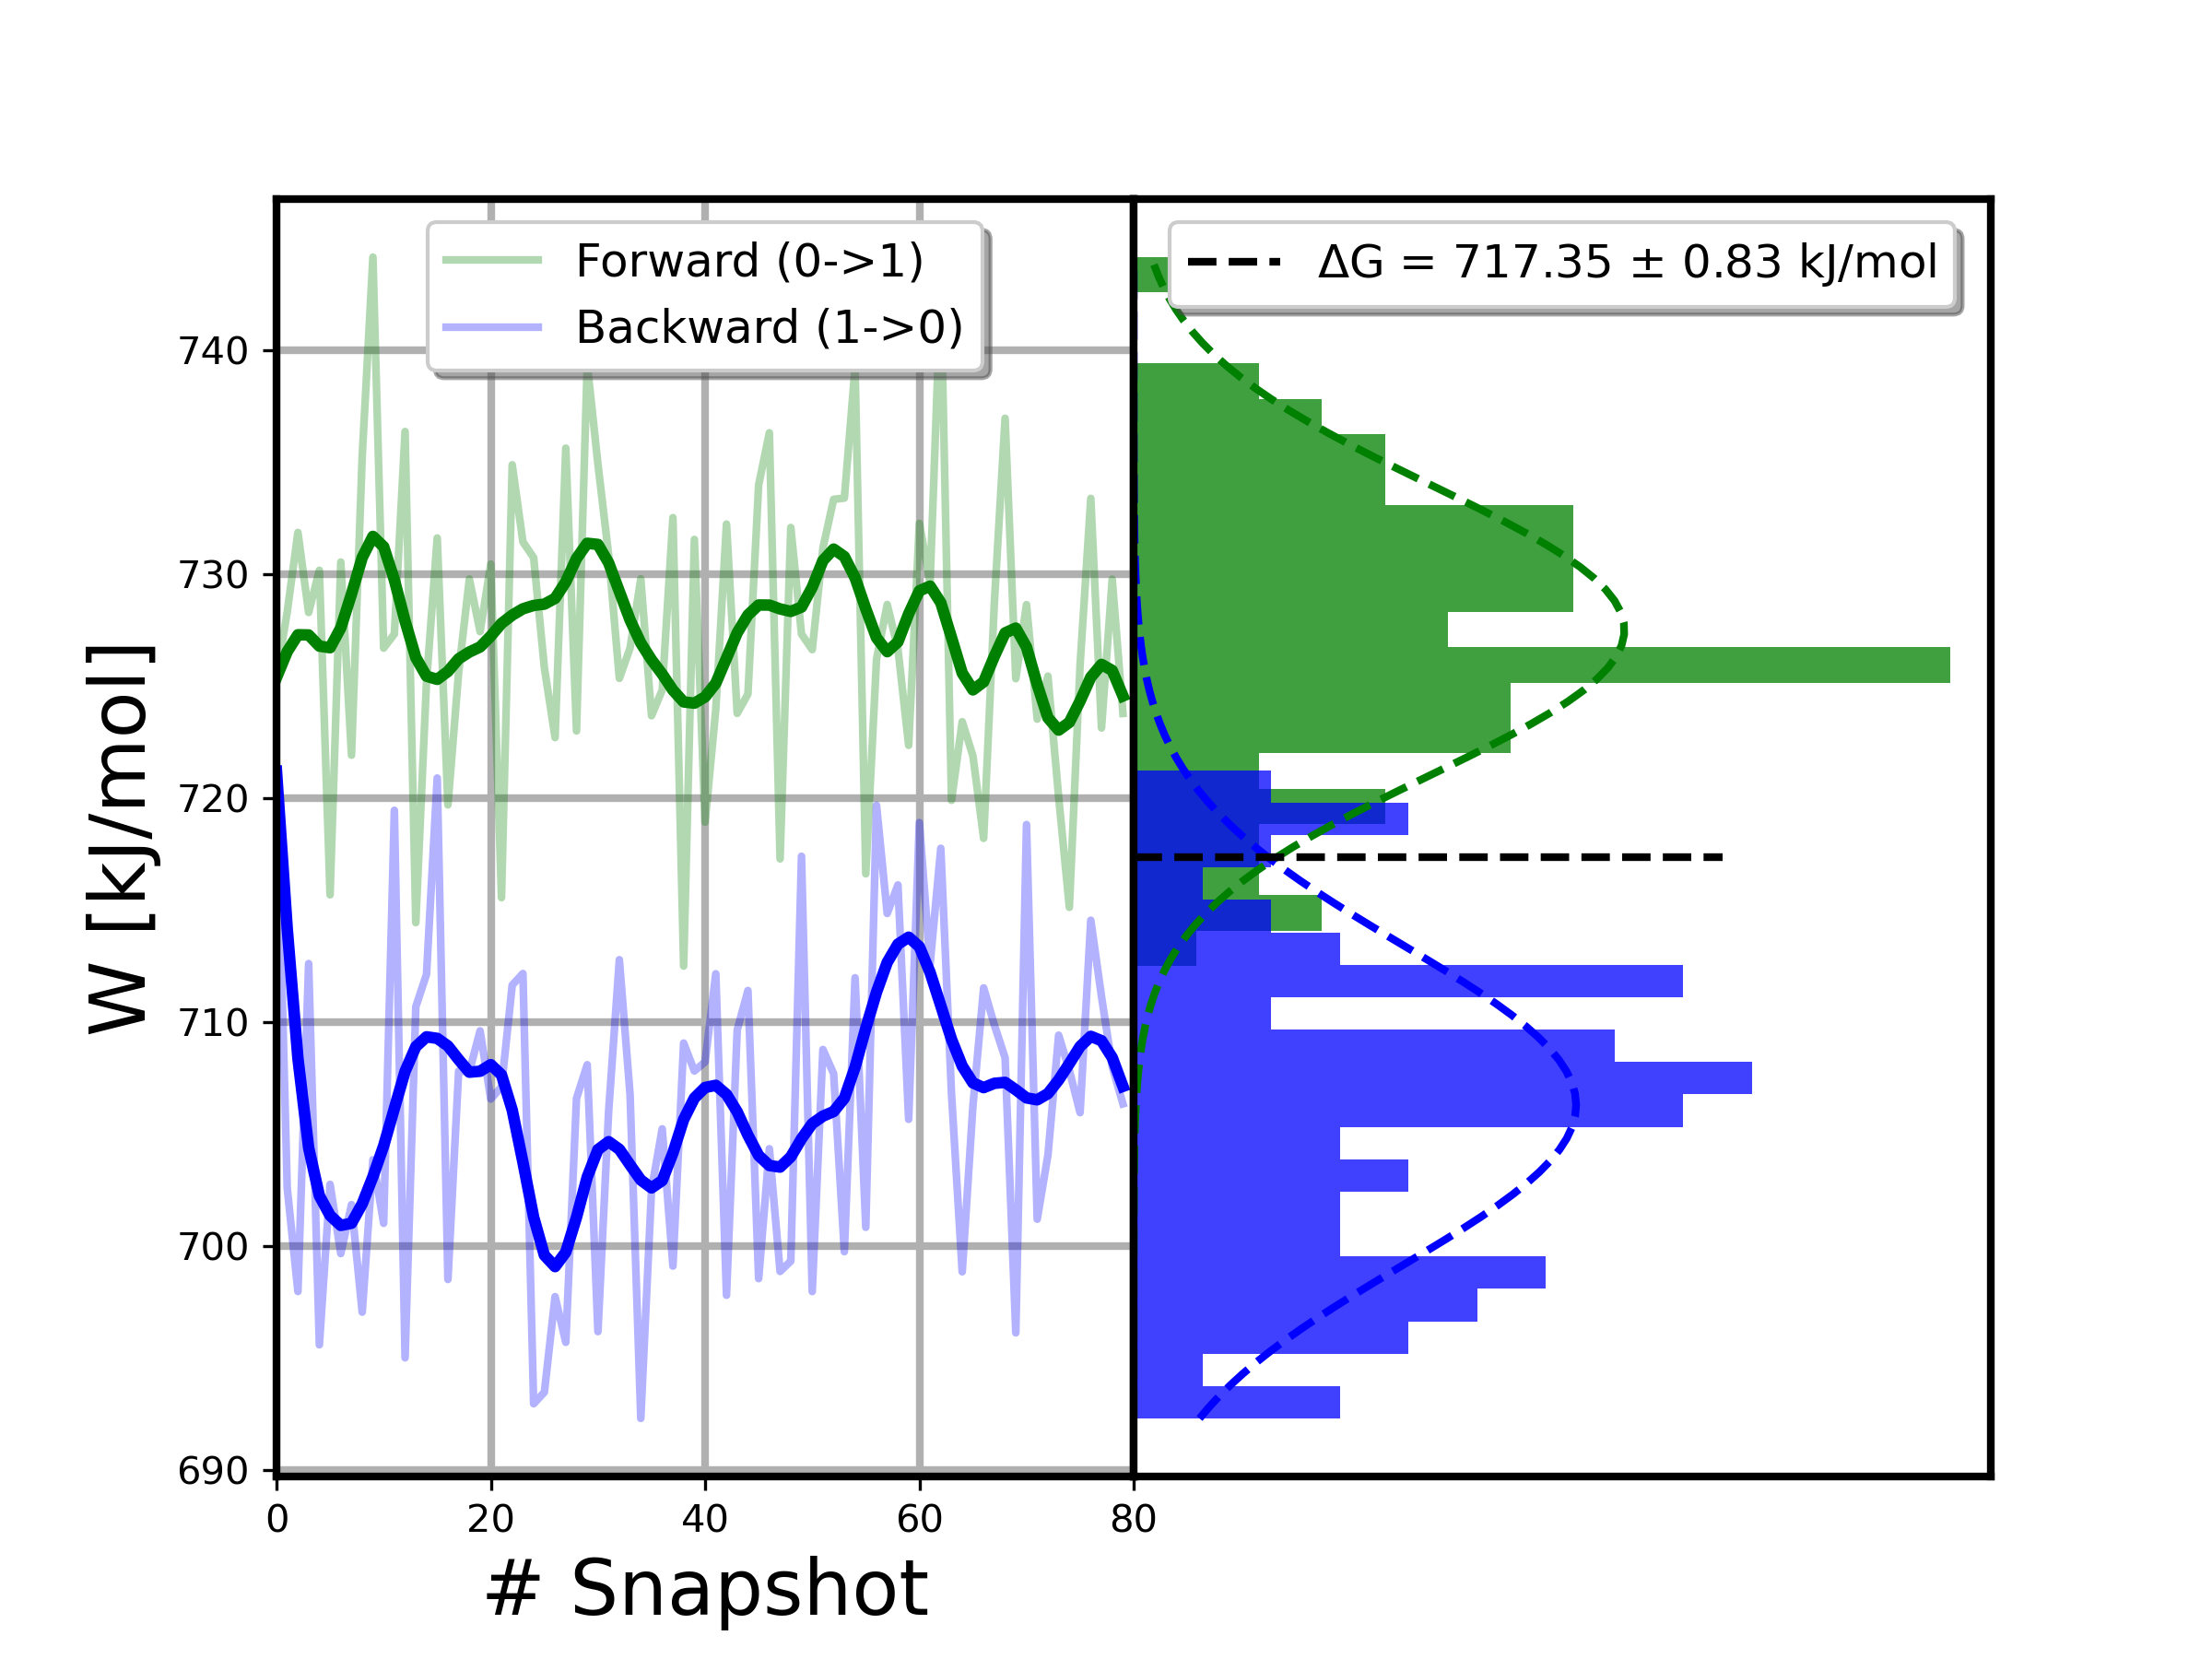 Forward (0->1)
Backward (1->0)
ΔG = 717.35 ± 0.83 kJ/mol
W [kJ/mol]
740
730
720
710
700
690
0 20 40 60 80
# Snapshot